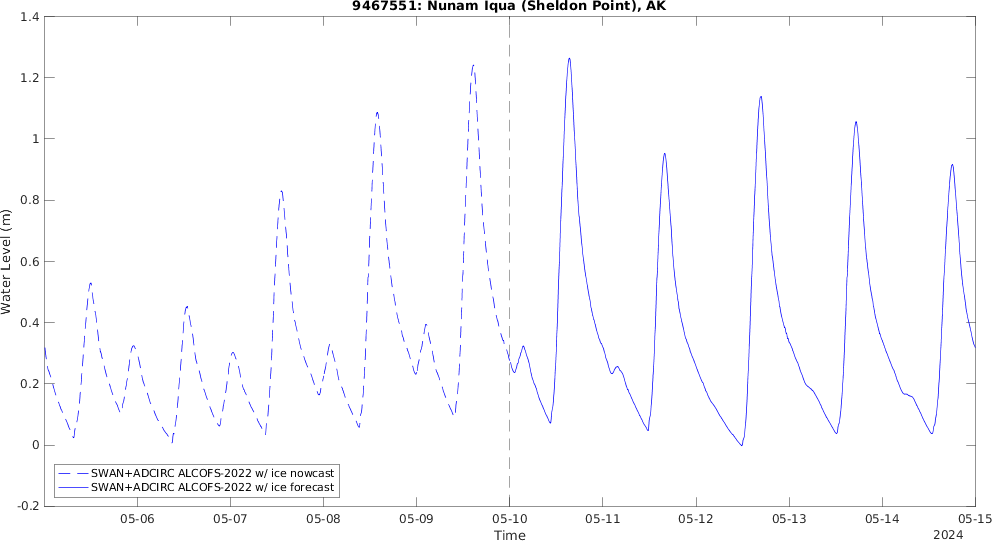 9467551: Nunam Iqua (Sheldon Point), AK
Water Level (m)
1.4
1.2
1
0.8
0.6
0.4
0.2
0
-0.2
SWAN+ADCIRC ALCOFS-2022 w/ ice nowcast
SWAN+ADCIRC ALCOFS-2022 w/ ice forecast
05-06 05-07 05-08 05-09 05-10 05-11 05-12 05-13 05-14 05-15
Time
2024